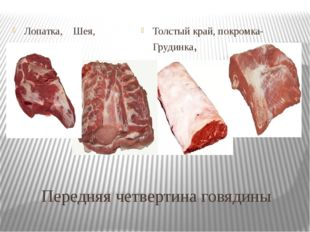 Лопатка, Шея,
Толстый край, покромка-
Грудинка,
Передняя четвертина говядины